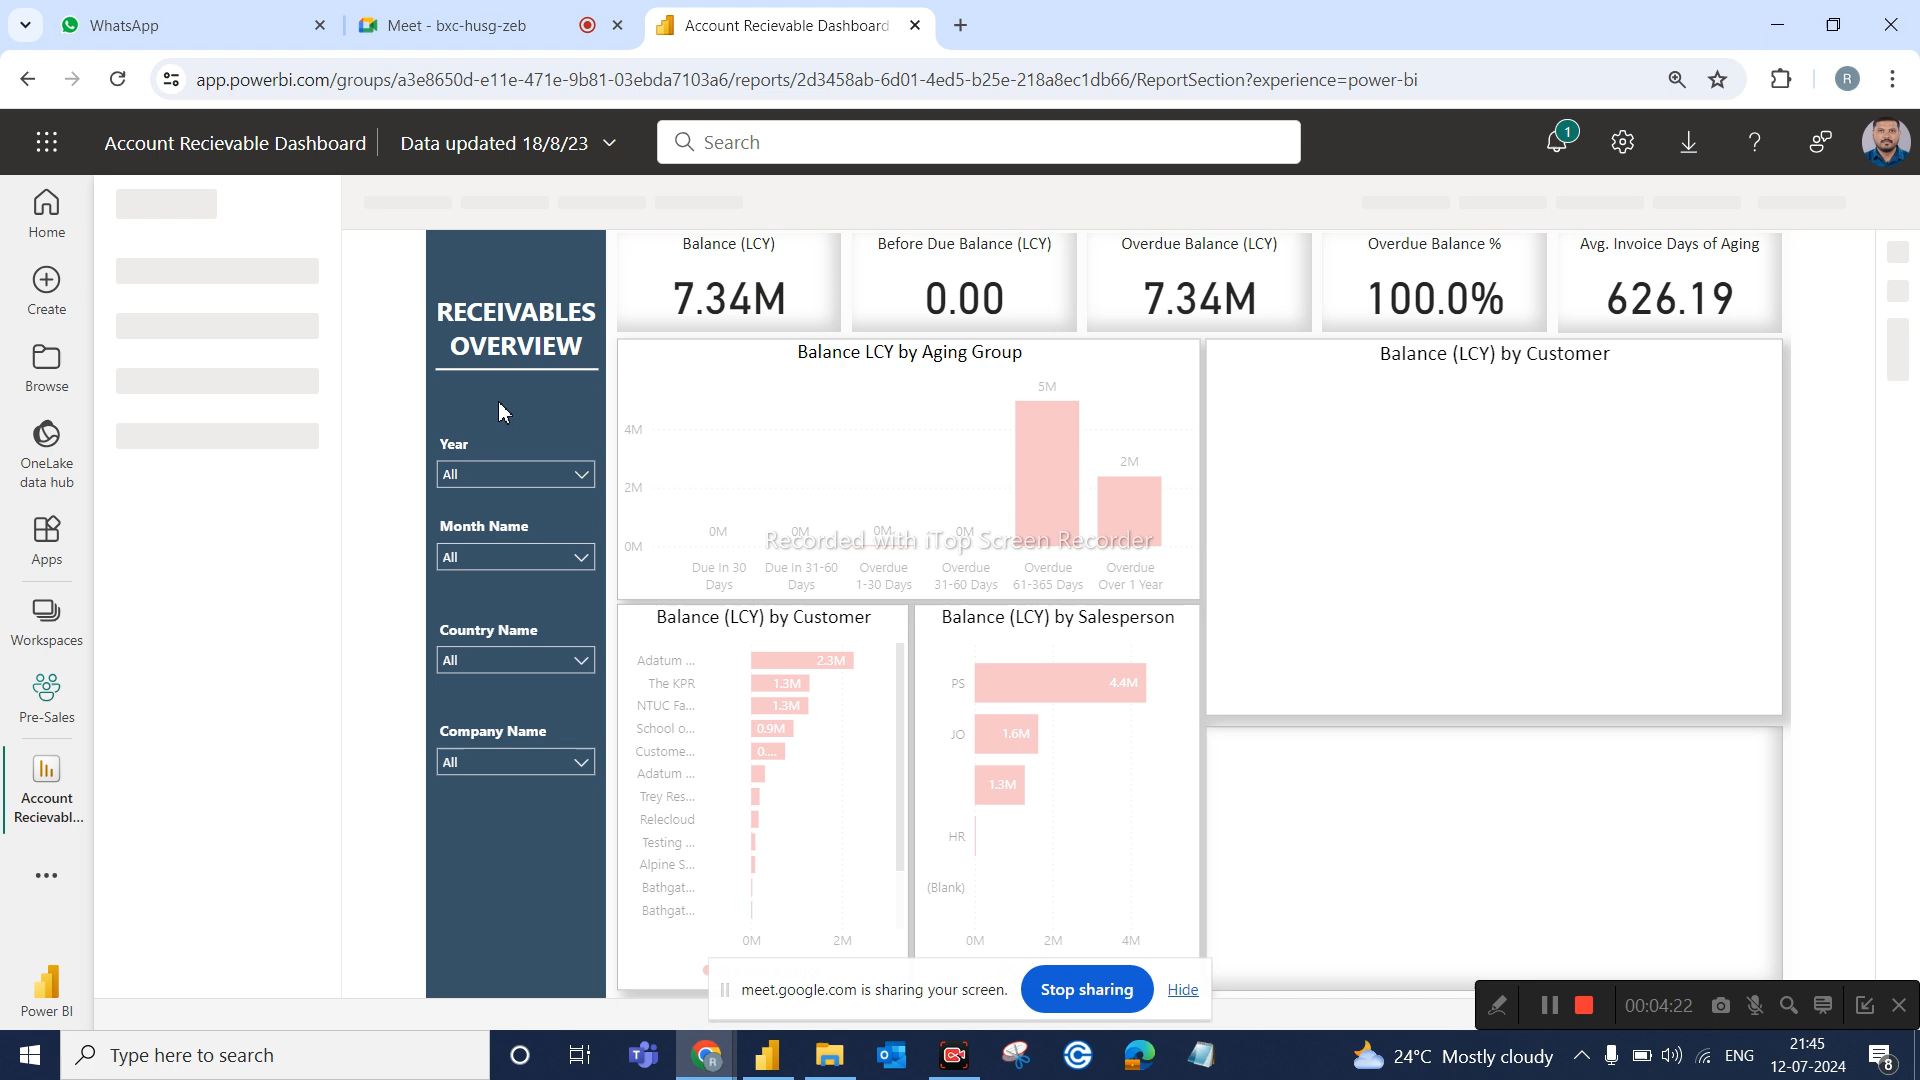 WhatsApp
Meet - bxc-husg-zeb
Account Recievable Dashboard
app.powerbi.com/groups/a3e8650d-e11e-471e-9b81-03ebda7103a6/reports/2d3458ab-6d01-4ed5-b25e-218a8ec1db66/ReportSection?experience=power-bi
R
Account Recievable Dashboard
Data updated 18/8/23
Search
1
Home
Create
Browse
OneLake
data hub
Apps
Workspaces
Pre-Sales
Account
Recievabl...
Power BI
RECEIVABLES
OVERVIEW
Year
All
Month Name
All
Country Name
All
Company Name
All
Balance (LCY)
7.34M
Before Due Balance (LCY)
0.00
Overdue Balance (LCY)
7.34M
Overdue Balance %
100.0%
Avg. Invoice Days of Aging
626.19
Balance LCY by Aging Group
5M
4M
2M
2M
0M 0M 0M 0M
0M
Recorded with iTop Screen Recorder
Due In 30 Due In 31-60 Overdue Overdue Overdue Overdue
Days Days 1-30 Days 31-60 Days 61-365 Days Over 1 Year
Balance (LCY) by Customer
Balance (LCY) by Customer
Adatum ... 2.3M
The KPR 1.3M
NTUC Fa... 1.3M
School o... 0.9M
Custome... 0....
Adatum ...
Trey Res...
Relecloud
Testing ...
Alpine S...
Bathgat...
Bathgat...
0M 2M
Balance (LCY) by Salesperson
PS 4.4M
JO 1.6M
1.3M
HR
(Blank)
0M 2M 4M
meet.google.com is sharing your screen.
Stop sharing
Hide
00:04:22
Type here to search
24°C Mostly cloudy
ENG
21:45
12-07-2024
8